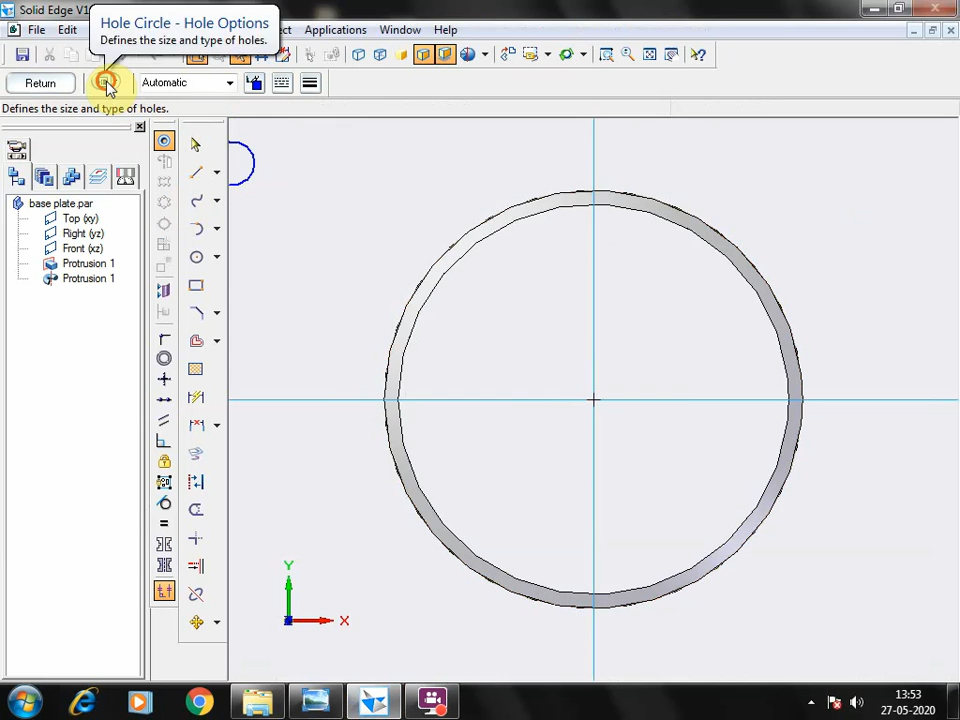 Solid Edge V1
Hole Circle - Hole Options
Defines the size and type of holes.
File Edit Applications Window Help
Return Automatic
Defines the size and type of holes.
base plate.par
Top (xy)
Right (yz)
Front (xz)
Protrusion 1
Protrusion 1
Y
X
13:53
27-05-2020